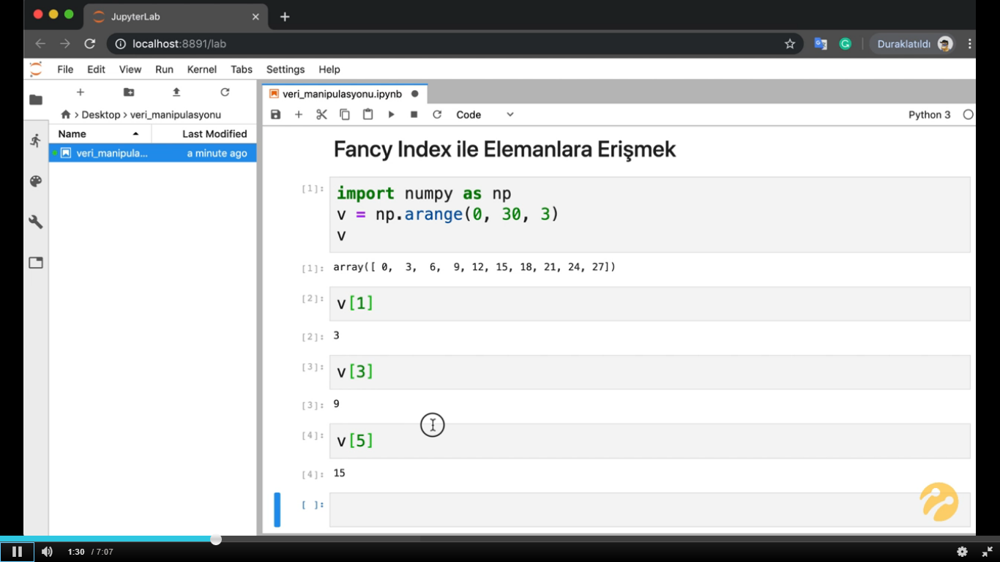 JupyterLab
localhost:8891/lab
Duraklatıldı
File Edit View Run Kernel Tabs Settings Help
Desktop > veri_manipulasyonu
Name Last Modified
veri_manipula... a minute ago
veri_manipulasyonu.ipynb
Code
Python 3
Fancy Index ile Elemanlara Erişmek
[1]: import numpy as np
v = np.arange(0, 30, 3)
v
[1]: array([ 0,  3,  6,  9, 12, 15, 18, 21, 24, 27])
[2]: v[1]
[2]: 3
[3]: v[3]
[3]: 9
[4]: v[5]
[4]: 15
[ ]:
1:30 / 7:07